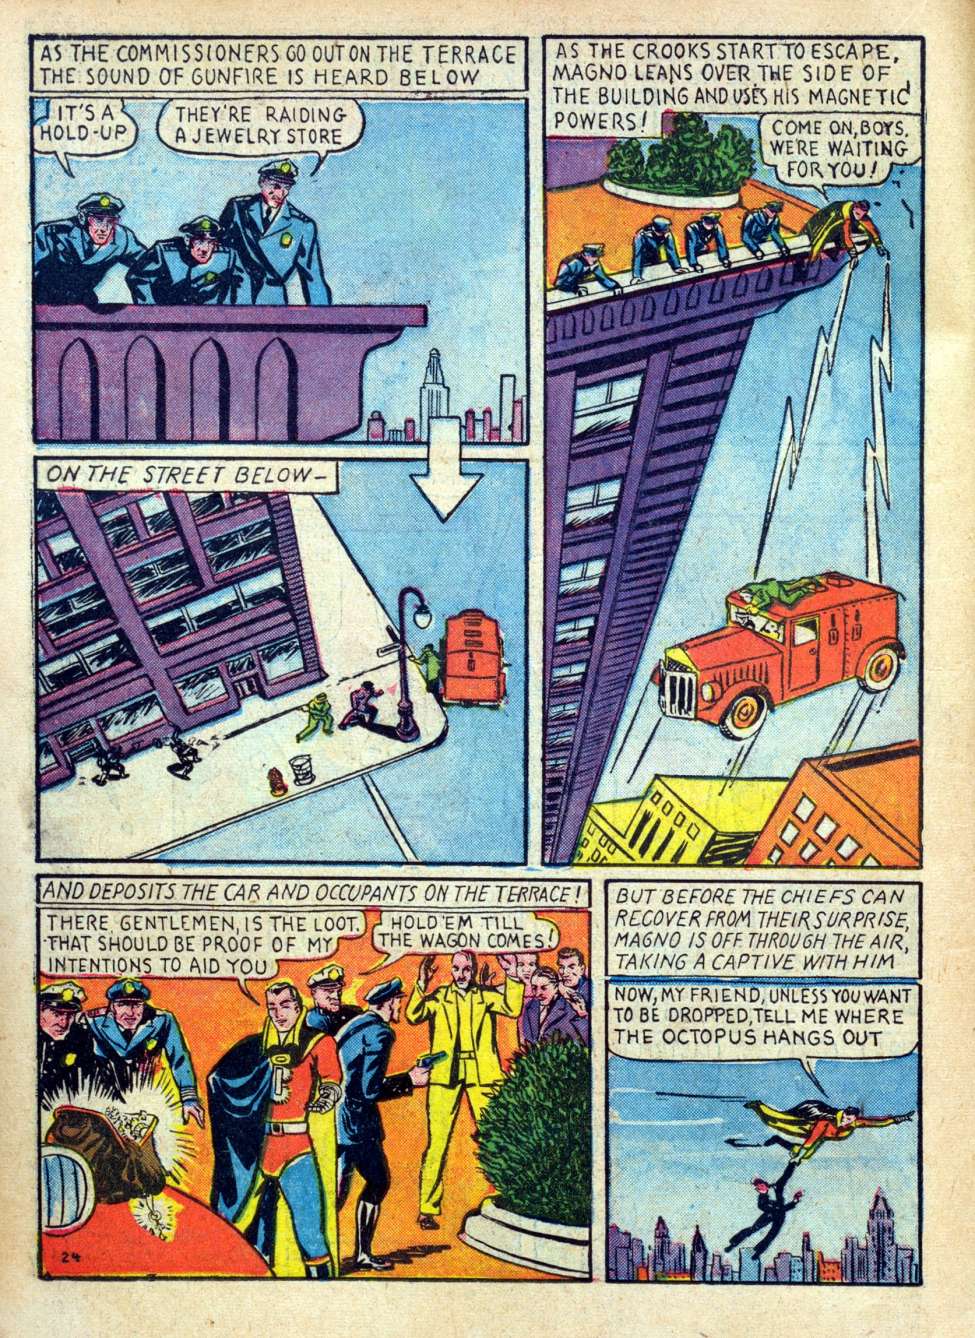 AS THE COMMISSIONERS GO OUT ON THE TERRACE
THE SOUND OF GUNFIRE IS HEARD BELOW
IT'S A
HOLD-UP
THEY'RE RAIDING
A JEWELRY STORE
ON THE STREET BELOW-
AS THE CROOKS START TO ESCAPE,
MAGNO LEANS OVER THE SIDE OF
THE BUILDING AND USES HIS MAGNETIC
POWERS!
COME ON, BOYS.
WE'RE WAITING
FOR YOU!
AND DEPOSITS THE CAR AND OCCUPANTS ON THE TERRACE!
THERE, GENTLEMEN, IS THE LOOT.
-THAT SHOULD BE PROOF OF MY
INTENTIONS TO AID YOU
HOLD 'EM TILL
THE WAGON COMES!
24
BUT BEFORE THE CHIEFS CAN
RECOVER FROM THEIR SURPRISE,
MAGNO IS OFF THROUGH THE AIR,
TAKING A CAPTIVE WITH HIM
NOW, MY FRIEND, UNLESS YOU WANT
TO BE DROPPED, TELL ME WHERE
THE OCTOPUS HANGS OUT